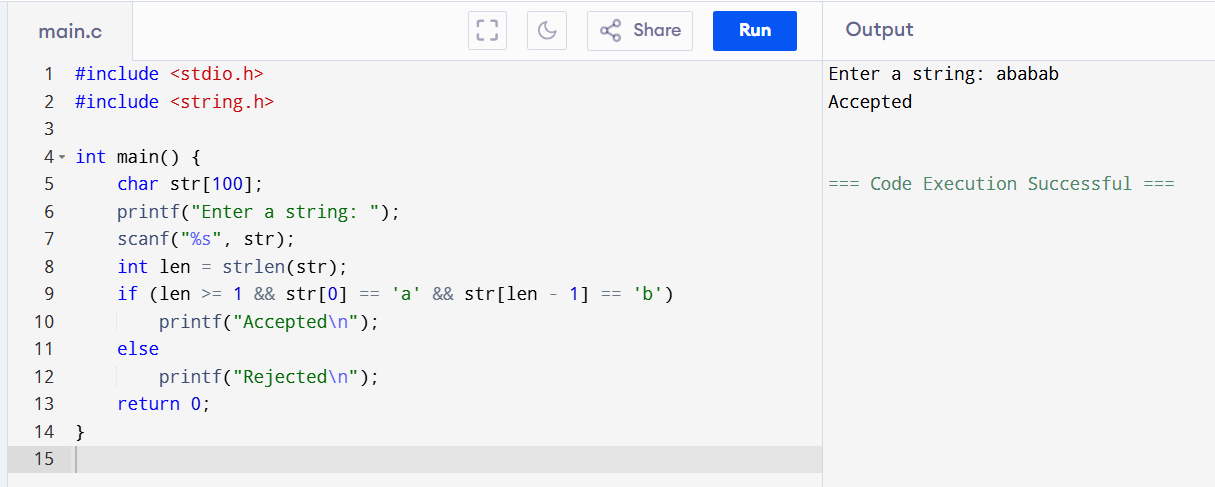 main.c
Share
Run
Output
1 #include <stdio.h>
2 #include <string.h>
3
4 int main() {
5     char str[100];
6     printf("Enter a string: ");
7     scanf("%s", str);
8     int len = strlen(str);
9     if (len >= 1 && str[0] == 'a' && str[len - 1] == 'b')
10         printf("Accepted\n");
11     else
12         printf("Rejected\n");
13     return 0;
14 }
15
Enter a string: ababab
Accepted
=== Code Execution Successful ===